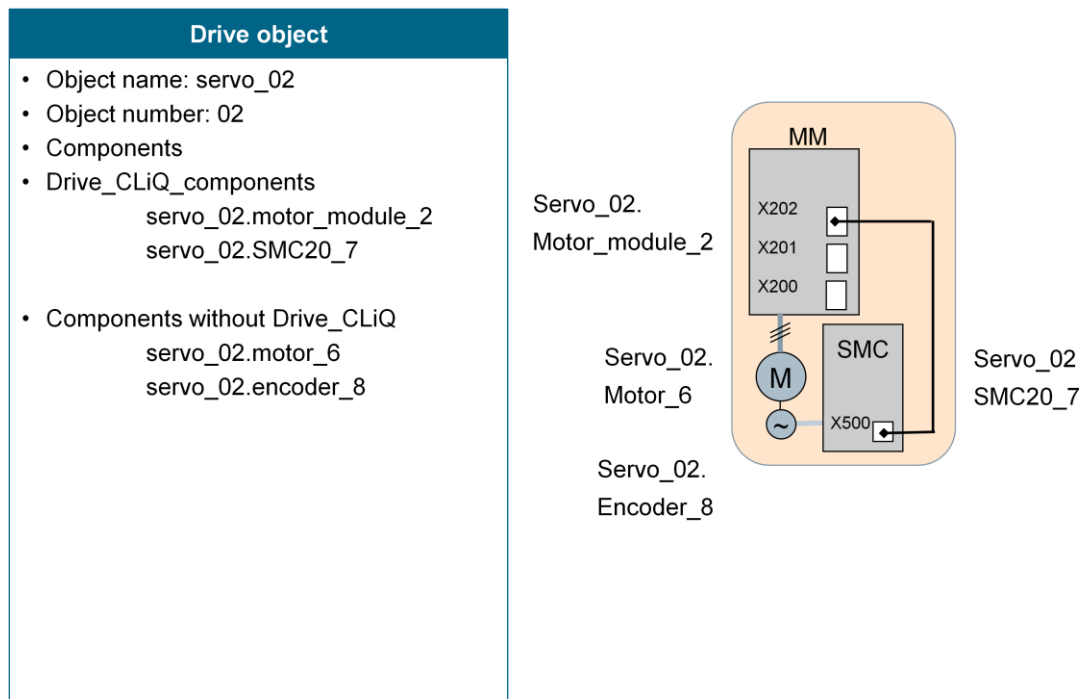 Drive object
• Object name: servo_02
• Object number: 02
• Components
• Drive_CLiQ_components
servo_02.motor_module_2
servo_02.SMC20_7
• Components without Drive_CLiQ
servo_02.motor_6
servo_02.encoder_8
MM
Servo_02.
Motor_module_2
X202
X201
X200
SMC
Servo_02.
Motor_6
M
~
X500
Servo_02
SMC20_7
Servo_02.
Encoder_8